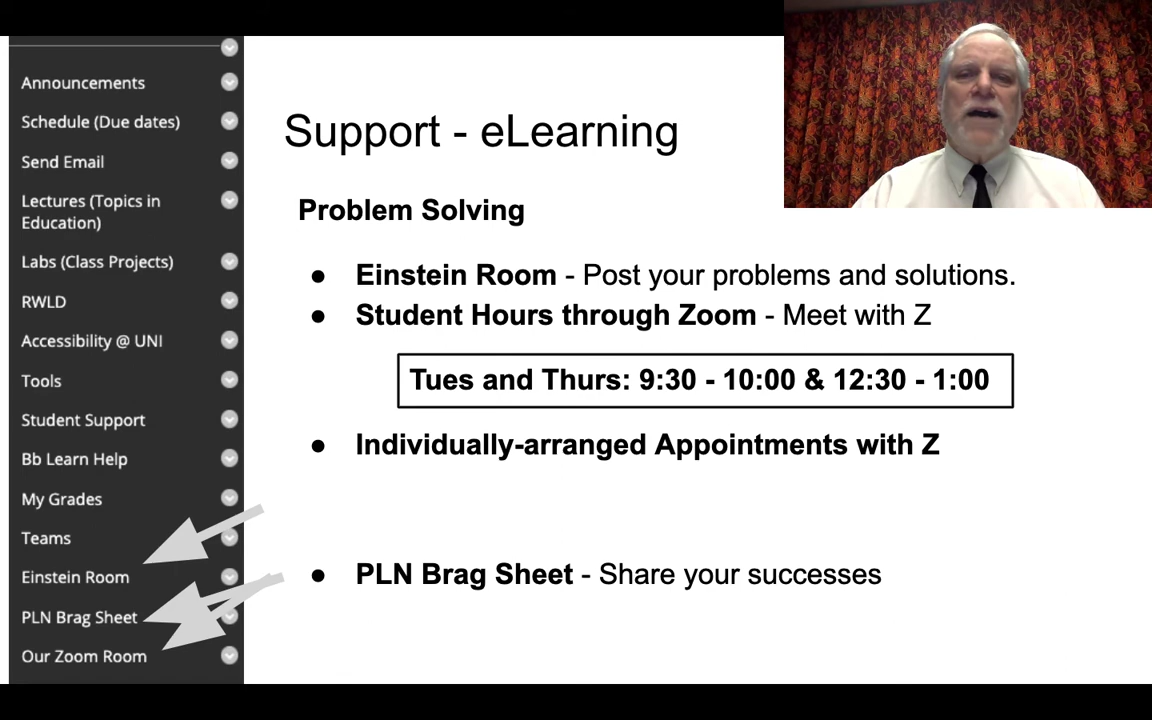 Announcements
Schedule (Due dates)
Send Email
Lectures (Topics in
Education)
Labs (Class Projects)
RWLD
Accessibility @ UNI
Tools
Student Support
Bb Learn Help
My Grades
Teams
Einstein Room
PLN Brag Sheet
Our Zoom Room
Support - eLearning
Problem Solving
● Einstein Room - Post your problems and solutions.
● Student Hours through Zoom - Meet with Z
Tues and Thurs: 9:30 - 10:00 & 12:30 - 1:00
● Individually-arranged Appointments with Z
● PLN Brag Sheet - Share your successes